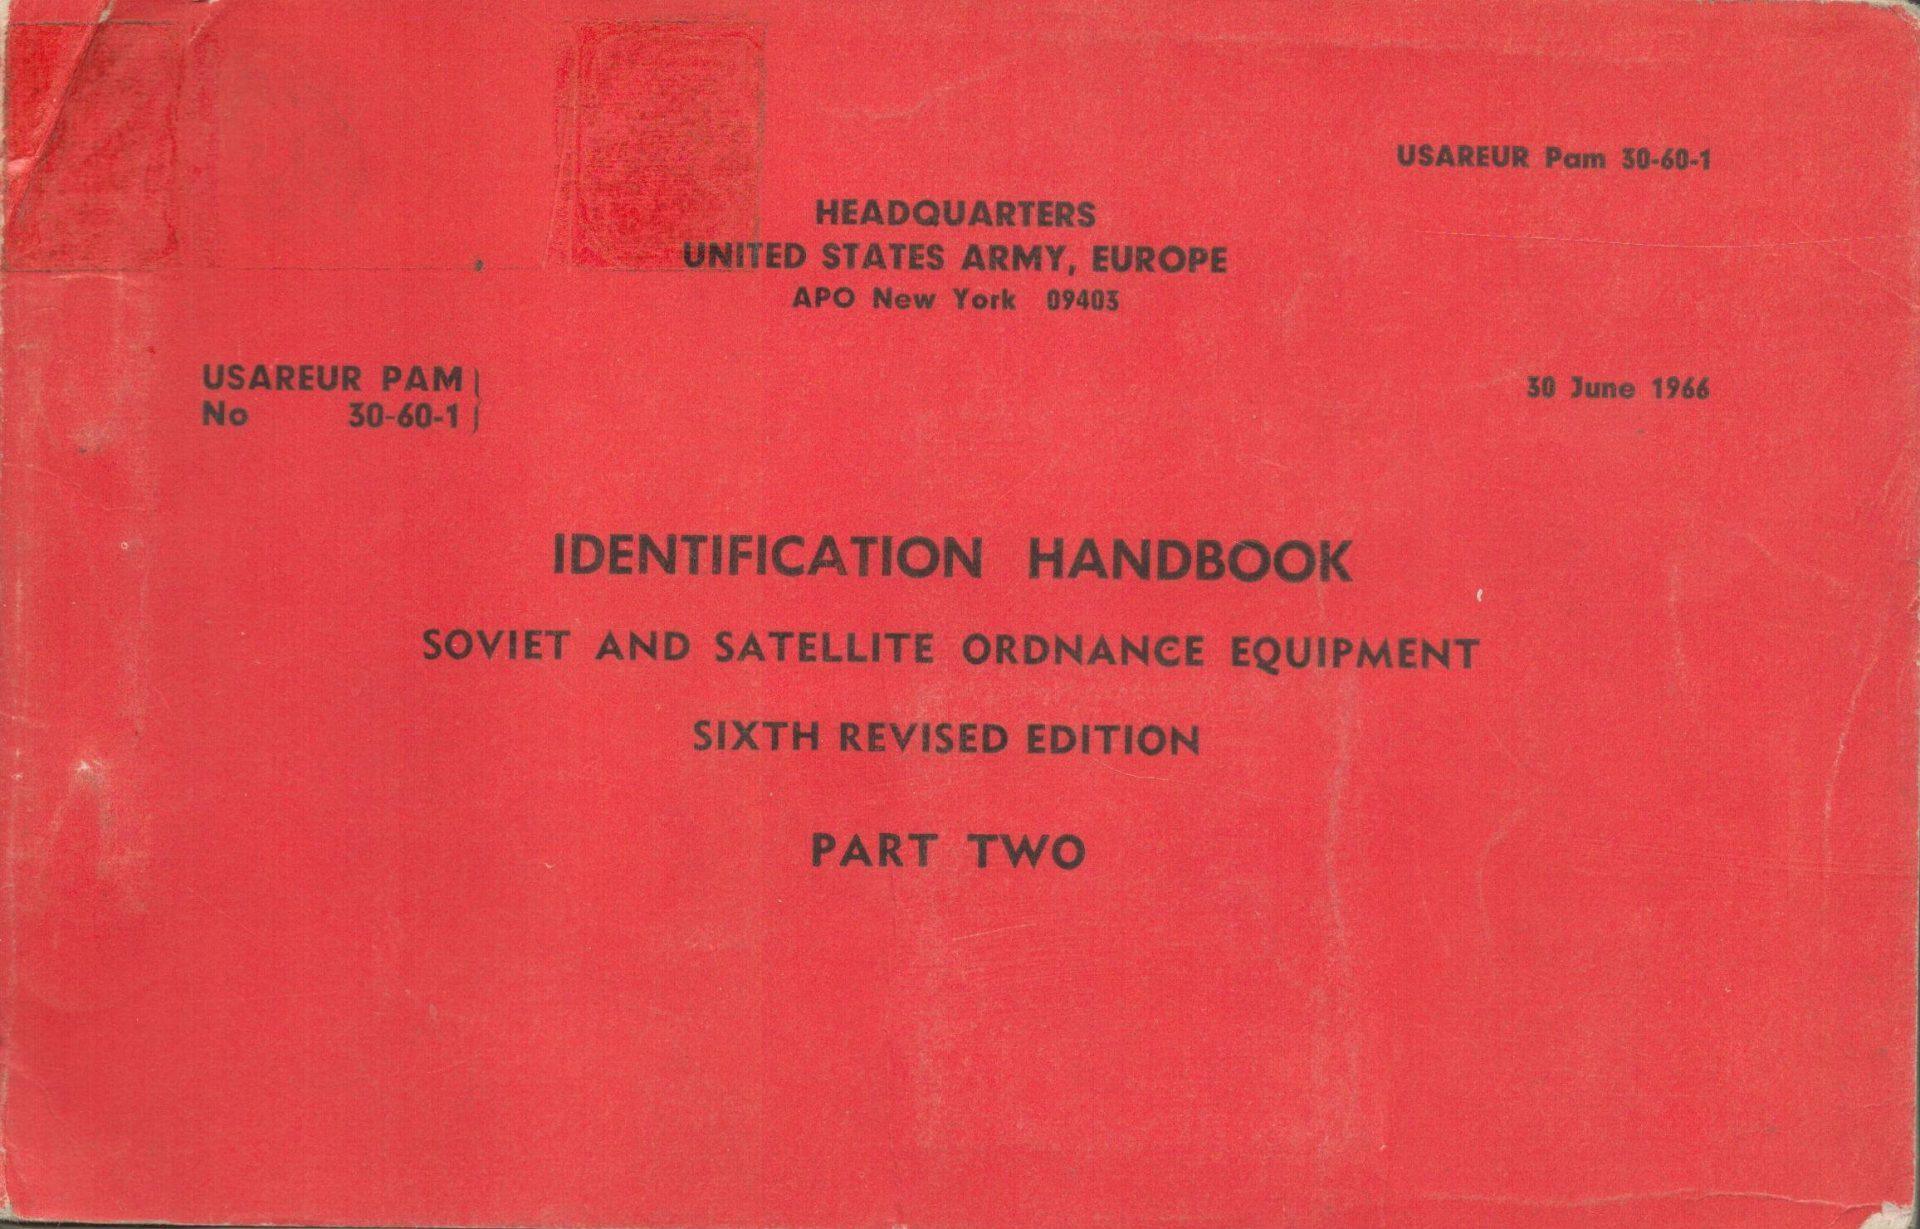 USAREUR Pam 30-60-1
HEADQUARTERS
UNITED STATES ARMY, EUROPE
APO New York 09403
USAREUR PAM
No 30-60-1
30 June 1966
IDENTIFICATION HANDBOOK
SOVIET AND SATELLITE ORDNANCE EQUIPMENT
SIXTH REVISED EDITION
PART TWO